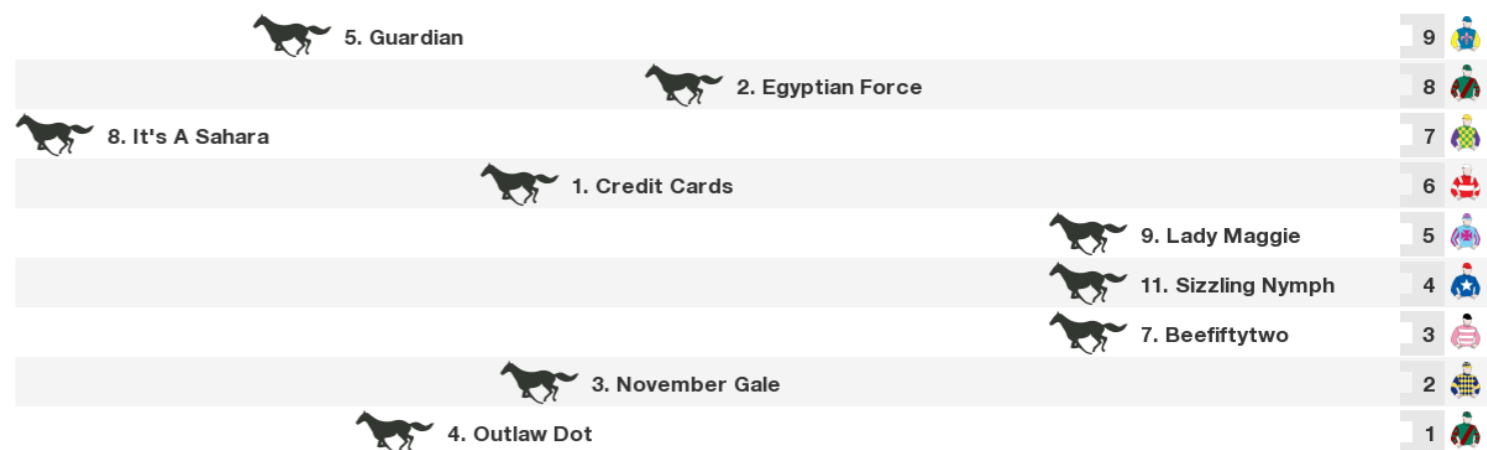 5. Guardian 9
2. Egyptian Force 8
8. It's A Sahara 7
1. Credit Cards 6
9. Lady Maggie 5
11. Sizzling Nymph 4
7. Beefiftytwo 3
3. November Gale 2
4. Outlaw Dot 1